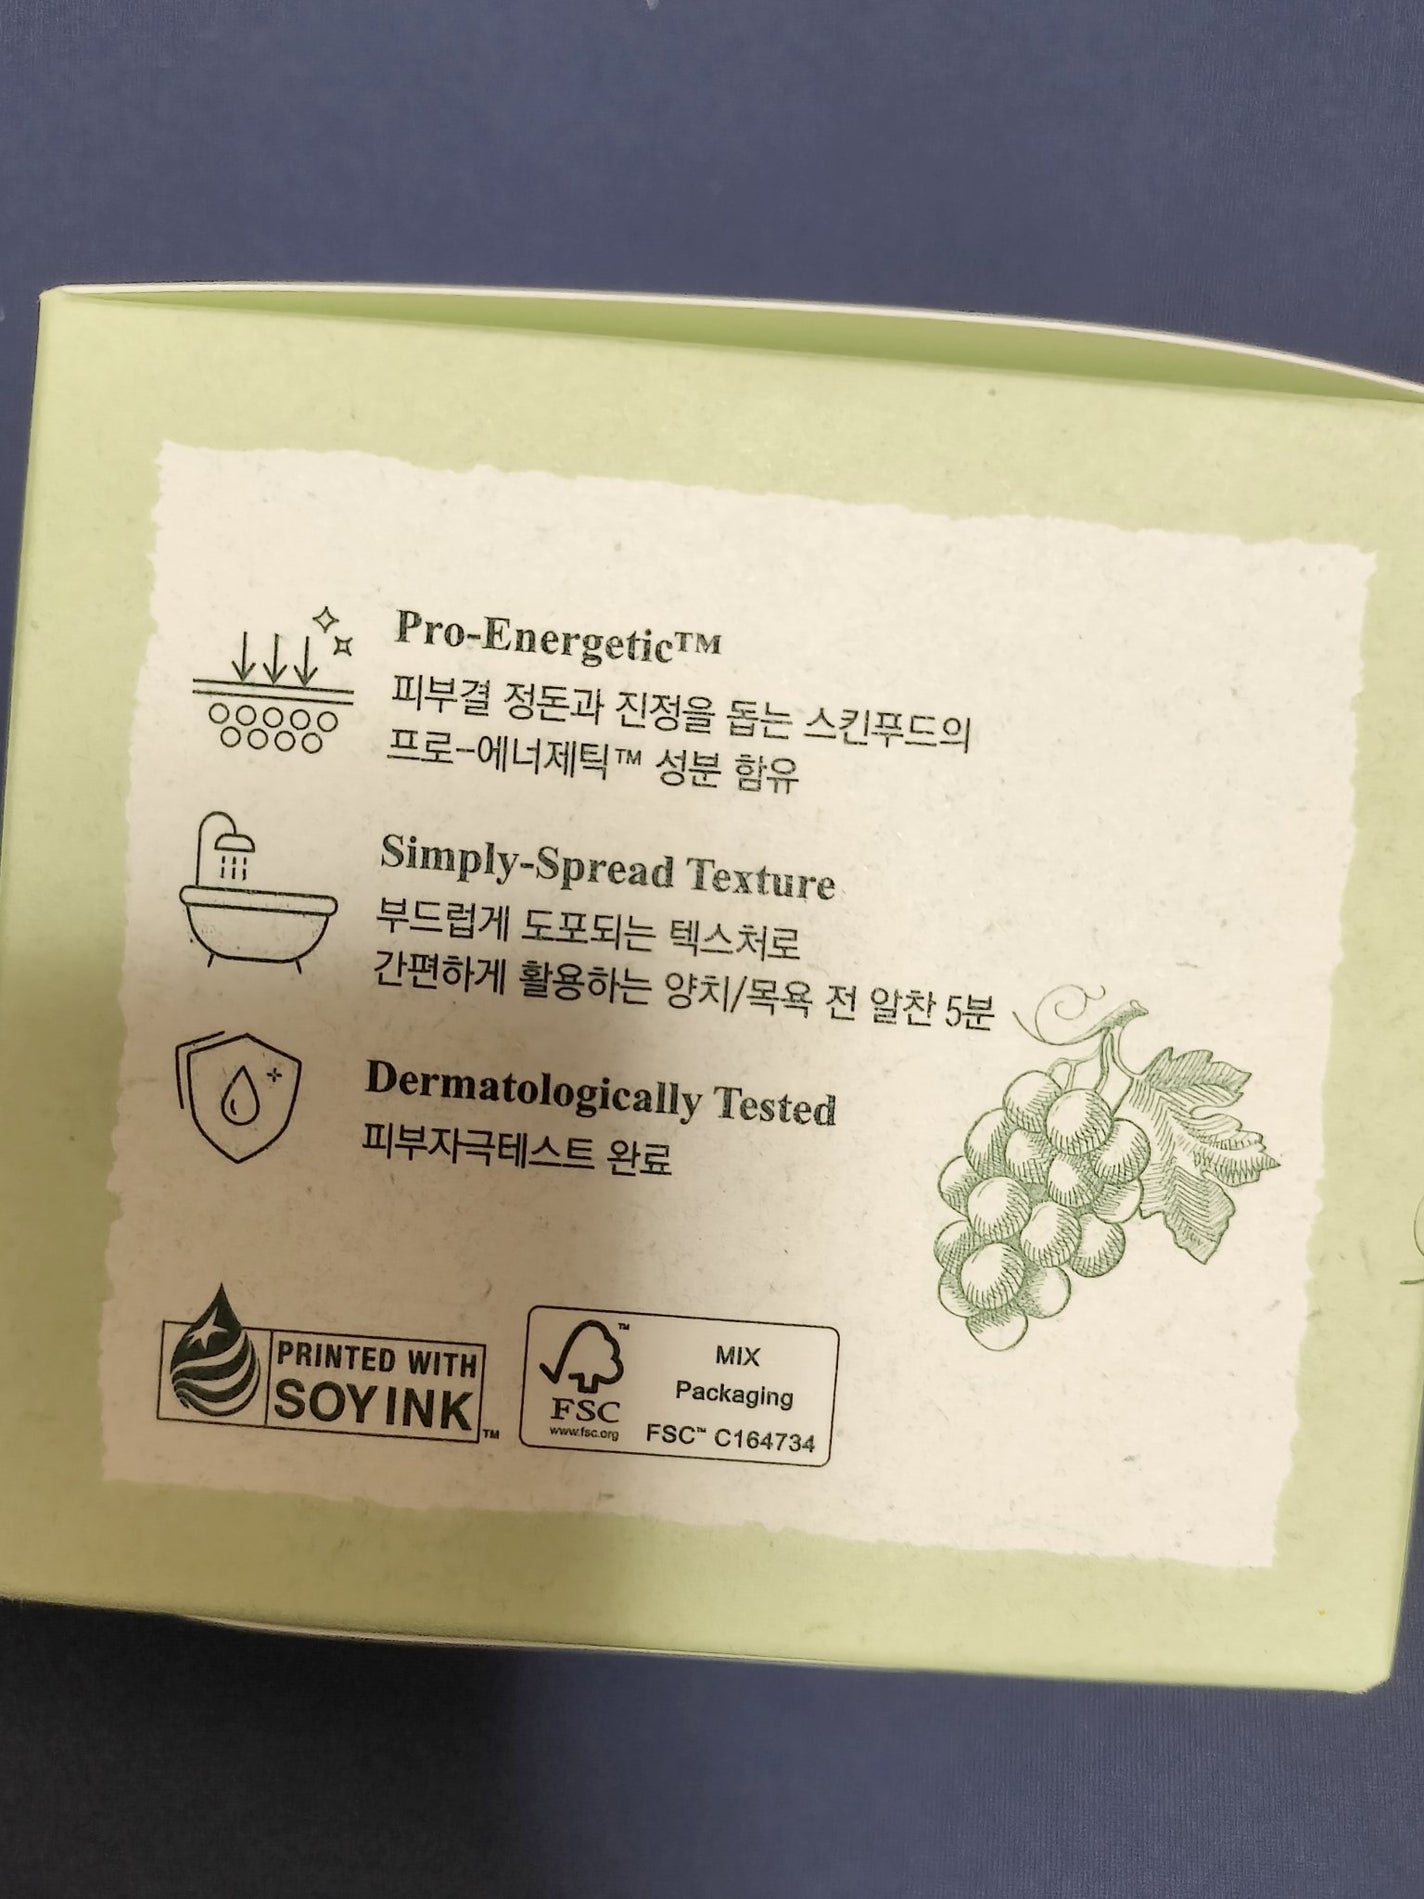 Pro-Energetic™
피부결 정돈과 진정을 돕는 스킨푸드의
프로-에너제틱™ 성분 함유
Simply-Spread Texture
부드럽게 도포되는 텍스처로
간편하게 활용하는 양치/목욕 전 알찬 5분
Dermatologically Tested
피부자극테스트 완료
PRINTED WITH
SOY INK™
FSC
www.fsc.org
MIX
Packaging
FSC™ C164734